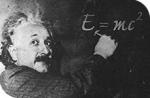 E = mc²